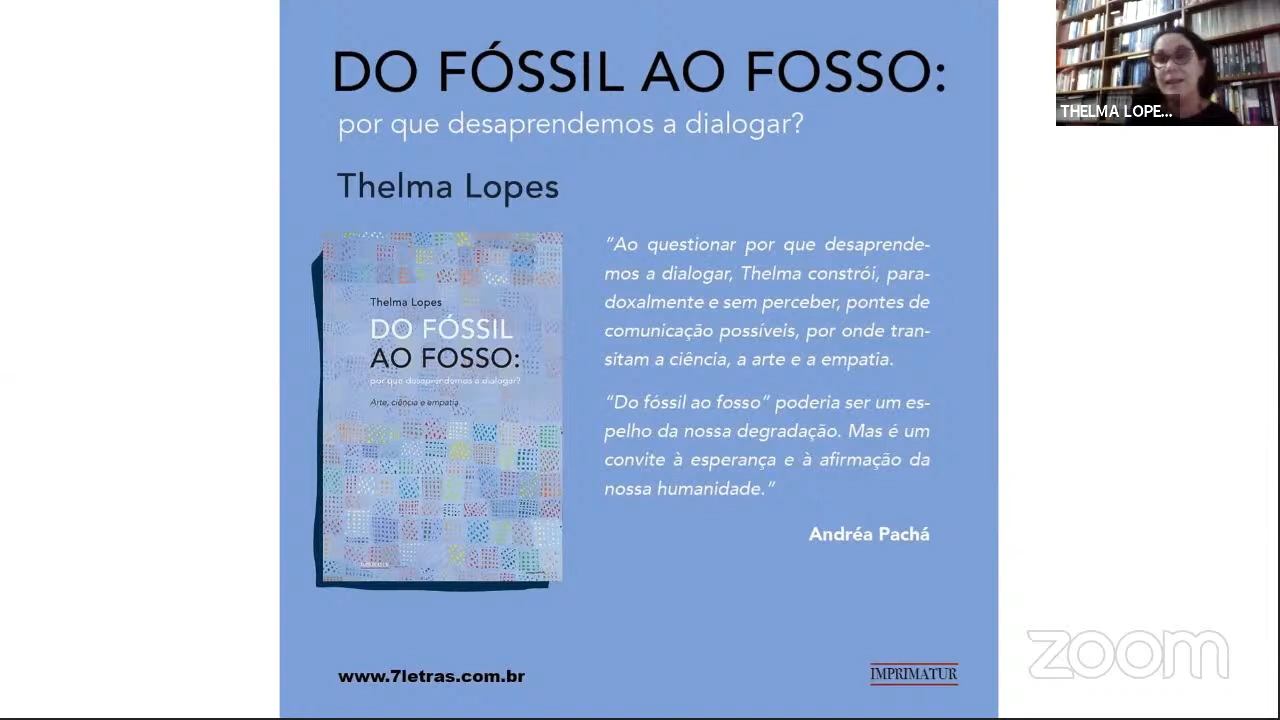 DO FÓSSIL AO FOSSO:
por que desaprendemos a dialogar?
Thelma Lopes
Thelma Lopes
DO FÓSSIL
AO FOSSO:
por que desaprendemos a dialogar?
Arte, ciência e empatia
"Ao questionar por que desaprende-
mos a dialogar, Thelma constrói, para-
doxalmente e sem perceber, pontes de
comunicação possíveis, por onde tran-
sitam a ciência, a arte e a empatia.
"Do fóssil ao fosso" poderia ser um es-
pelho da nossa degradação. Mas é um
convite à esperança e à afirmação da
nossa humanidade."
Andréa Pachá
www.7letras.com.br
IMPRIMATUR
THELMA LOPE...
zoom